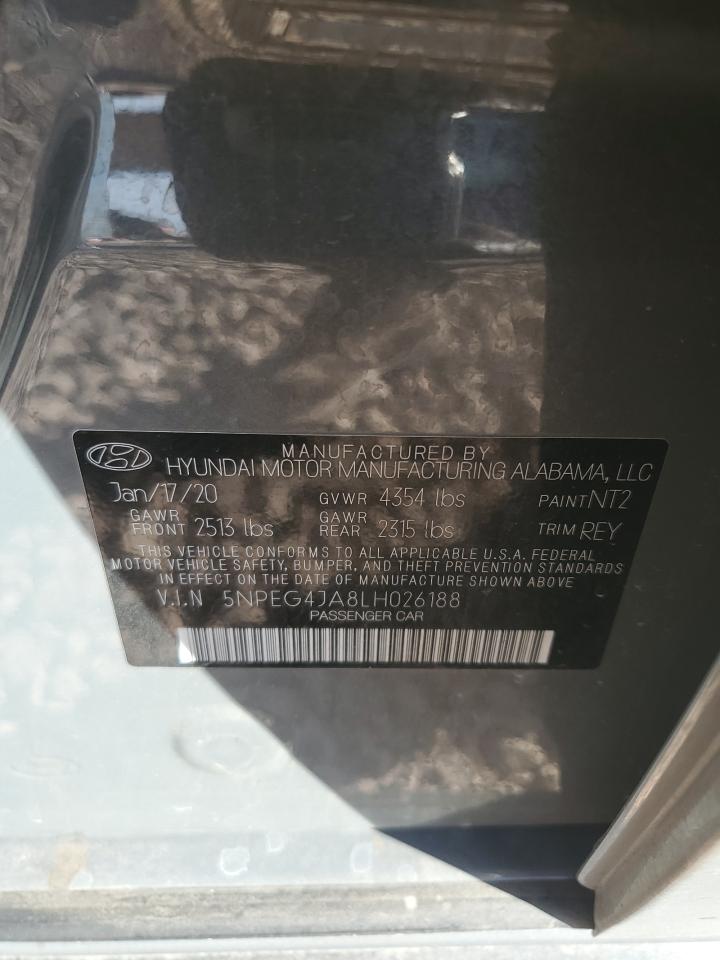 MANUFACTURED BY
HYUNDAI MOTOR MANUFACTURING ALABAMA, LLC
Jan/17/20 GVWR 4354 lbs PAINT NT2
GAWR FRONT 2513 lbs GAWR REAR 2315 lbs TRIM REY
THIS VEHICLE CONFORMS TO ALL APPLICABLE U.S.A. FEDERAL
MOTOR VEHICLE SAFETY, BUMPER, AND THEFT PREVENTION STANDARDS
IN EFFECT ON THE DATE OF MANUFACTURE SHOWN ABOVE
V.I.N 5NPEG4JA8LH026188
PASSENGER CAR